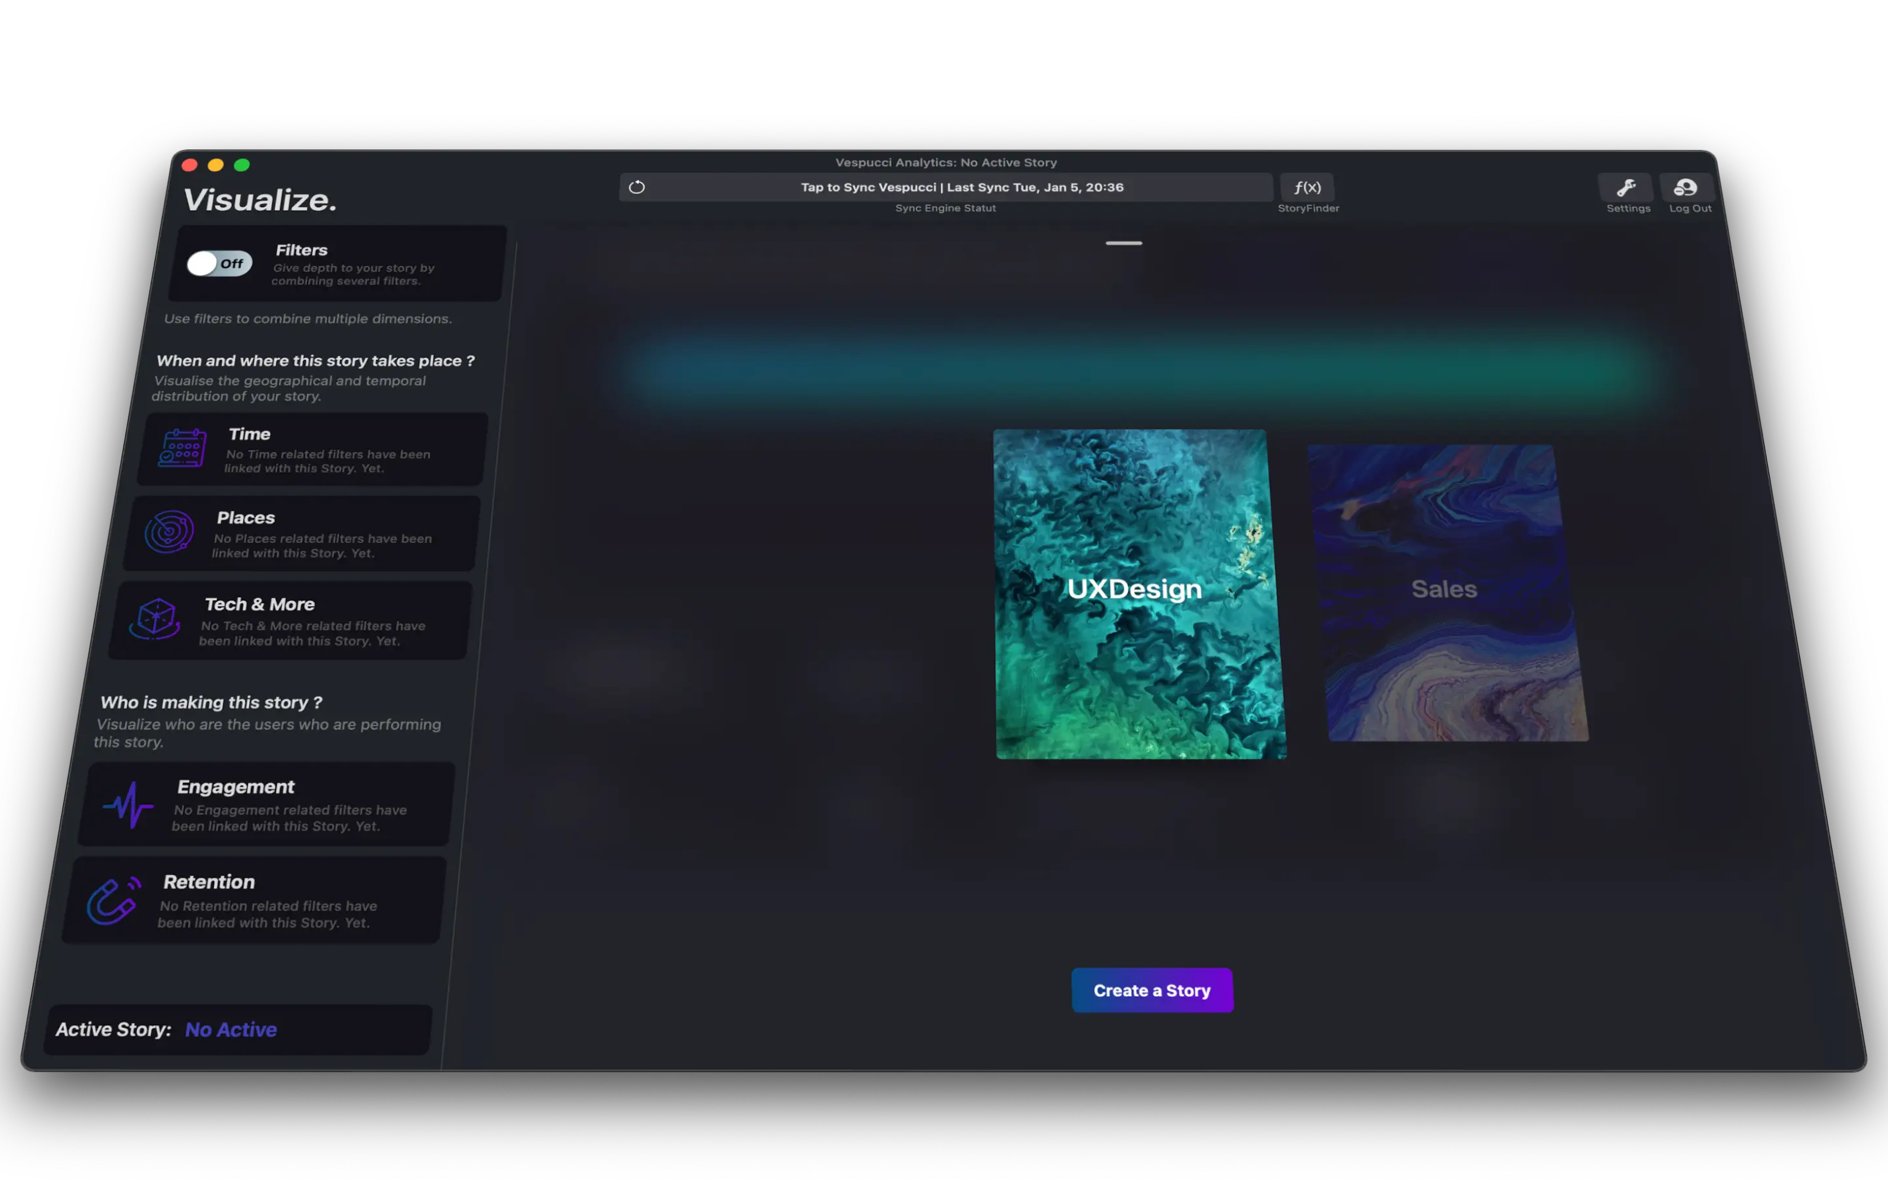 Vespucci Analytics: No Active Story
Visualize.
Tap to Sync Vespucci | Last Sync Tue, Jan 5, 20:36
Sync Engine Statut
f(x)
StoryFinder
Settings
Log Out
Off
Filters
Give depth to your story by
combining several filters.
Use filters to combine multiple dimensions.
When and where this story takes place ?
Visualise the geographical and temporal
distribution of your story.
Time
No Time related filters have been
linked with this Story. Yet.
Places
No Places related filters have been
linked with this Story. Yet.
Tech & More
No Tech & More related filters have
been linked with this Story. Yet.
Who is making this story ?
Visualize who are the users who are performing
this story.
Engagement
No Engagement related filters have
been linked with this Story. Yet.
Retention
No Retention related filters have
been linked with this Story. Yet.
Active Story: No Active
UXDesign
Sales
Create a Story